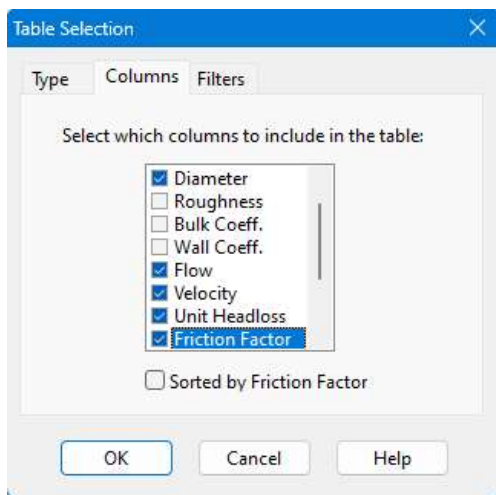 Table Selection
Type Columns Filters
Select which columns to include in the table:
Diameter
Roughness
Bulk Coeff.
Wall Coeff.
Flow
Velocity
Unit Headloss
Friction Factor
Sorted by Friction Factor
OK Cancel Help